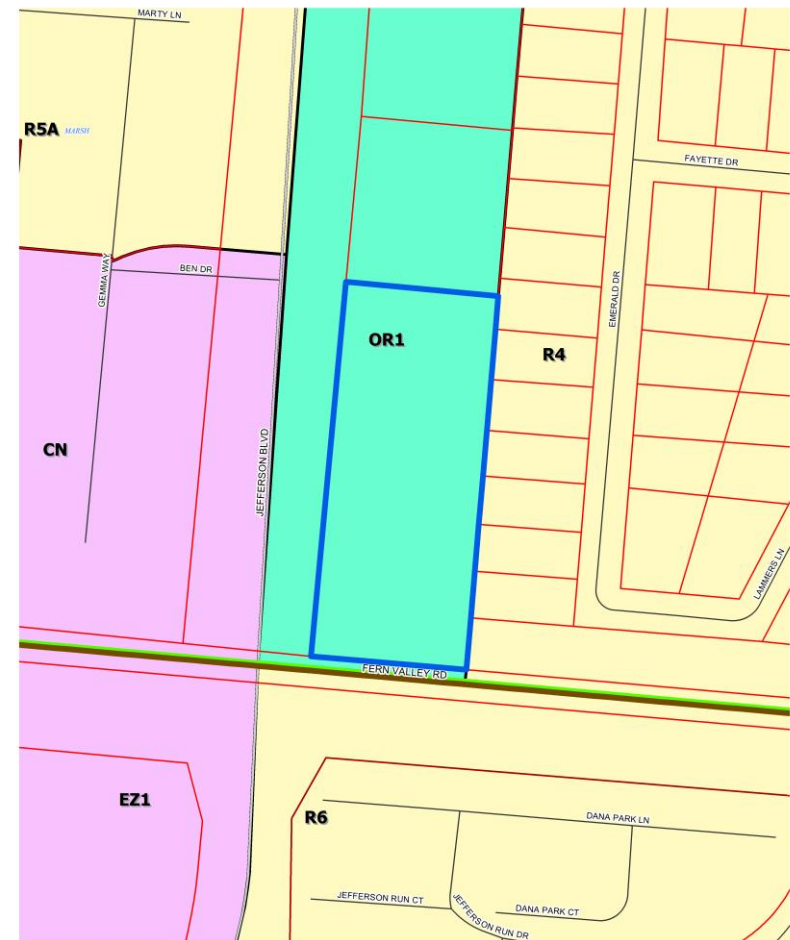 MARTY LN
R5A
MARSH
FAYETTE DR
GEMMA WAY
BEN DR
EMERALD DR
OR1
R4
CN
JEFFERSON BLVD
LAMMERS LN
FERN VALLEY RD
EZ1
R6
DANA PARK LN
JEFFERSON RUN CT
JEFFERSON RUN DR
DANA PARK CT